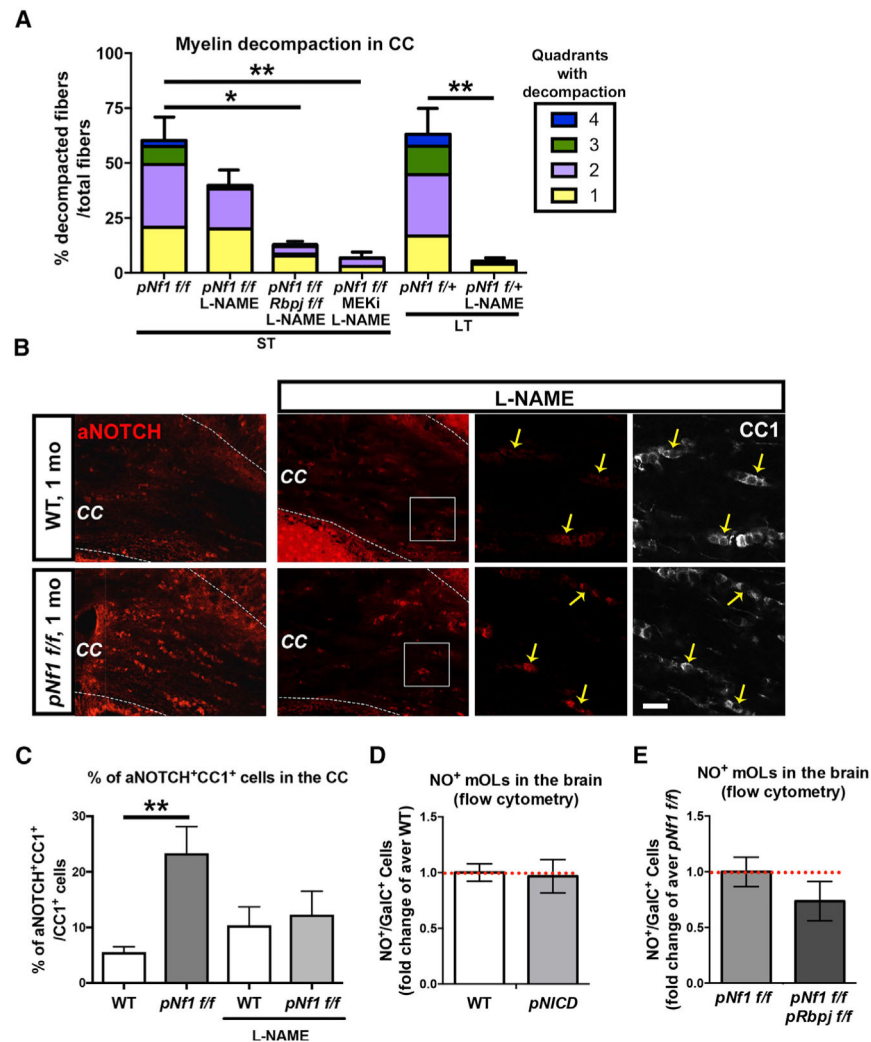 A
Myelin decompaction in CC
% decompacted fibers
/total fibers
75
50
25
0
**
*
**
Quadrants
with
decompaction
4
3
2
1
pNf1 f/f
pNf1 f/f
L-NAME
pNf1 f/f
Rbpj f/f
L-NAME
pNf1 f/f
MEKi
L-NAME
pNf1 f/+
pNf1 f/+
L-NAME
ST
LT
B
L-NAME
WT, 1 mo
aNOTCH
CC
CC
CC1
pNf1 f/f, 1 mo
CC
CC
C
% of aNOTCH+CC1+ cells in the CC
% of aNOTCH+CC1+
/CC1+ cells
30
20
10
0
**
WT
pNf1 f/f
WT
pNf1 f/f
L-NAME
D
NO+ mOLs in the brain
(flow cytometry)
NO+/GalC+ Cells
(fold change of aver WT)
1.5
1.0
0.5
0.0
WT
pNICD
E
NO+ mOLs in the brain
(flow cytometry)
NO+/GalC+ Cells
(fold change of aver pNf1 f/f)
1.5
1.0
0.5
0.0
pNf1 f/f
pNf1 f/f
pRbpj f/f